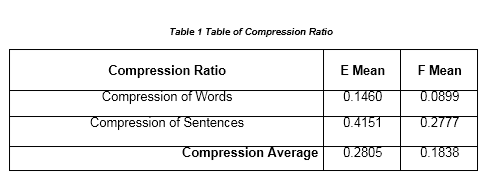 Table 1 Table of Compression Ratio
Compression Ratio E Mean F Mean
Compression of Words 0.1460 0.0899
Compression of Sentences 0.4151 0.2777
Compression Average 0.2805 0.1838